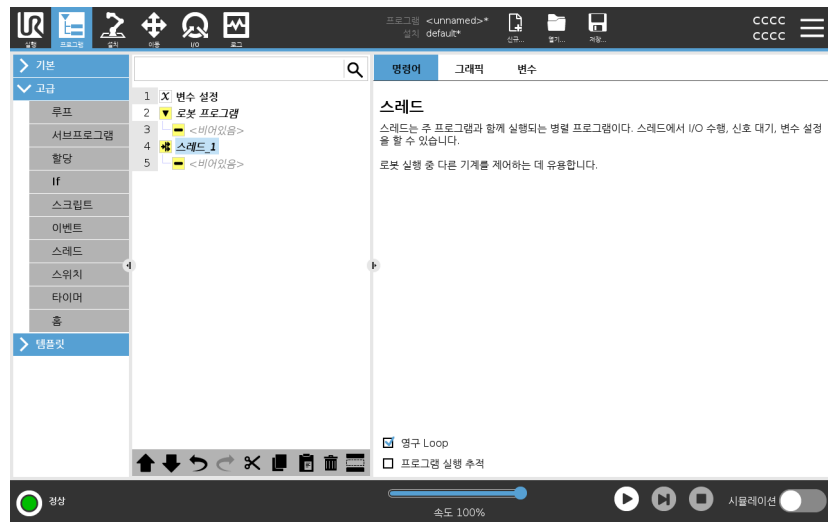 UR
실행
프로그램
설치
이동
I/O
로그
프로그램 <unnamed>*
설치 default*
신규...
열기...
저장...
cccc
cccc
기본
고급
루프
서브프로그램
할당
If
스크립트
이벤트
스레드
스위치
타이머
홈
템플릿
1 X 변수 설정
2 로봇 프로그램
3 <비어있음>
4 스레드_1
5 <비어있음>
명령어 그래픽 변수
스레드
스레드는 주 프로그램과 함께 실행되는 병렬 프로그램이다. 스레드에서 I/O 수행, 신호 대기, 변수 설정
을 할 수 있습니다.
로봇 실행 중 다른 기계를 제어하는 데 유용합니다.
영구 Loop
프로그램 실행 추적
정상
속도 100%
시뮬레이션